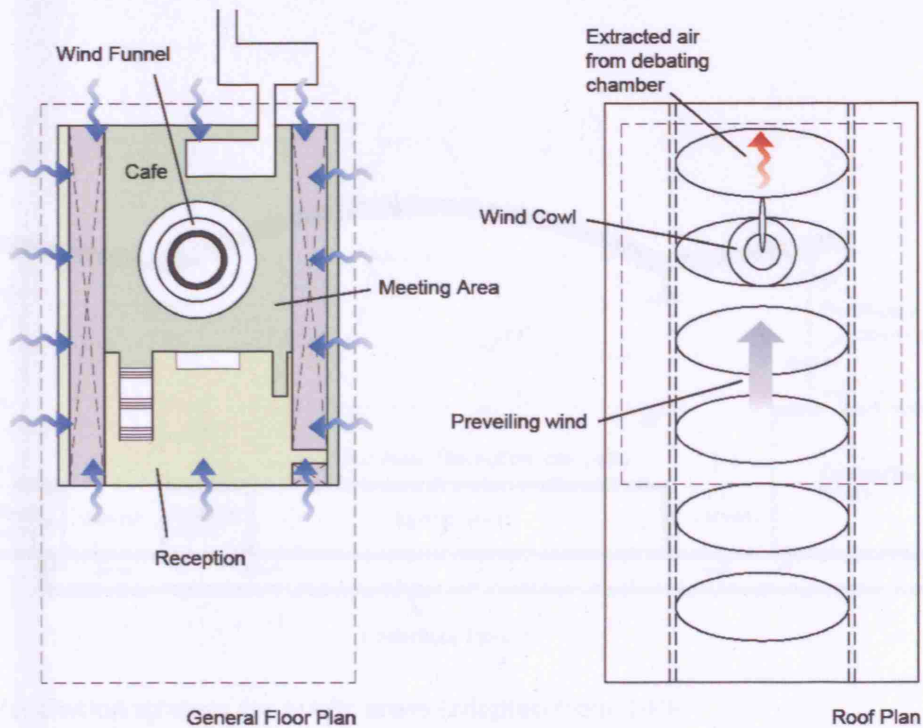 Wind Funnel
Cafe
Meeting Area
Reception
General Floor Plan
Extracted air
from debating
chamber
Wind Cowl
Preveiling wind
Roof Plan